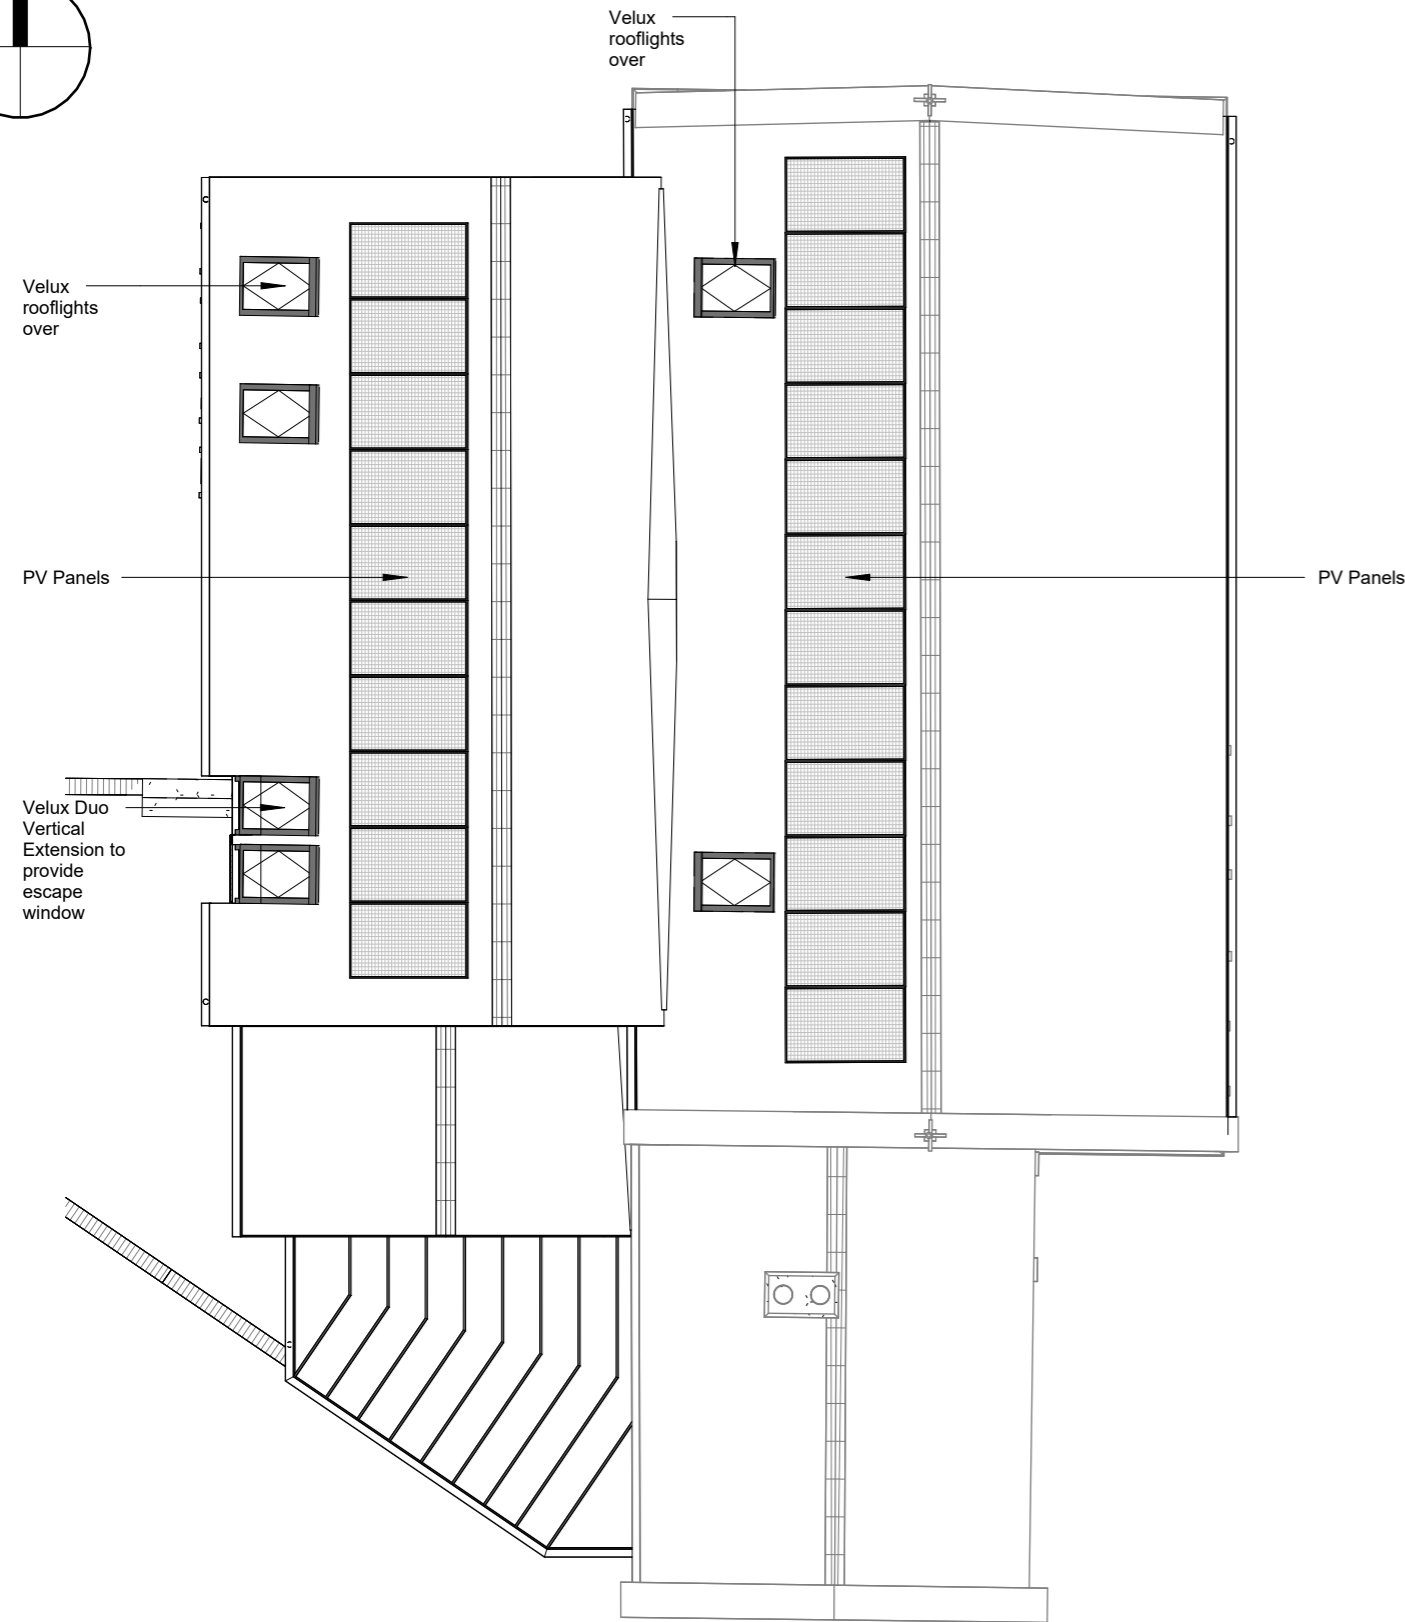 Velux
rooflights
over
Velux
rooflights
over
PV Panels
PV Panels
Velux Duo
Vertical
Extension to
provide
escape
window